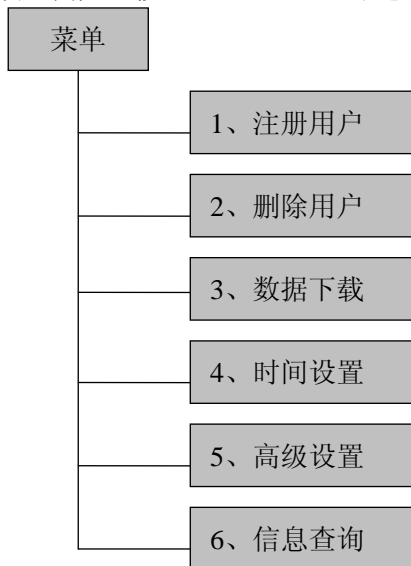 菜单
1、注册用户
2、删除用户
3、数据下载
4、时间设置
5、高级设置
6、信息查询